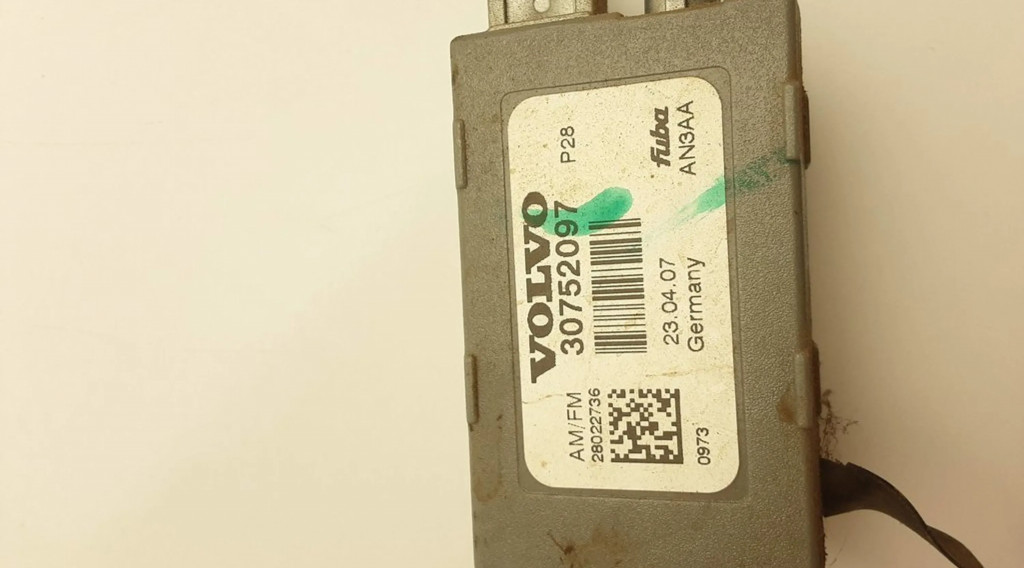 VOLVO
30752097
P28
AM/FM
28022736
23.04.07
Germany
fuba
AN3AA
0973